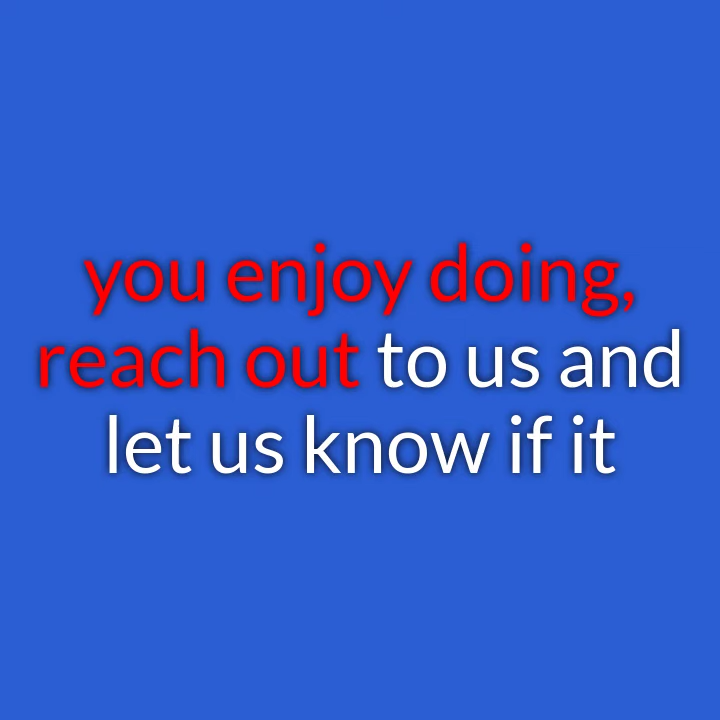 you enjoy doing,
reach out to us and
let us know if it